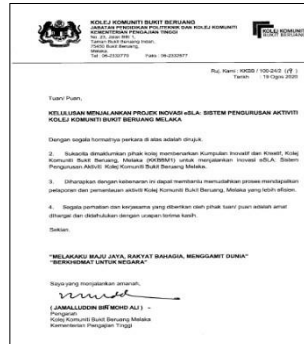 KOLEJ KOMUNITI BUKIT BERUANG
JABATAN PENDIDIKAN POLITEKNIK DAN KOLEJ KOMUNITI
KEMENTERIAN PENGAJIAN TINGGI
No. 23, Jalan BBI 1,
Taman Bukit Beruang Indah,
75450 Bukit Beruang,
Melaka
Tel : 06-2332770 Faks : 06-2332677
KOLEJ KOMUNITI
BUKIT BERUANG
Ruj. Kami : KKBB / 100-24/2 (19)
Tarikh : 19 Ogos 2020
Tuan/ Puan,
KELULUSAN MENJALANKAN PROJEK INOVASI eSLA: SISTEM PENGURUSAN AKTIVITI
KOLEJ KOMUNITI BUKIT BERUANG MELAKA
Dengan segala hormatnya perkara di atas adalah dirujuk.
2. Sukacita dimaklumkan pihak kolej membenarkan Kumpulan Inovatif dan Kreatif, Kolej
Komuniti Bukit Beruang, Melaka (KKBBM1) untuk menjalankan Inovasi eSLA: Sistem
Pengurusan Aktiviti Kolej Komuniti Bukit Beruang Melaka.
3. Diharapkan dengan kebenaran ini dapat membantu memudahkan proses mendapatkan
pelaporan dan pemantauan aktiviti Kolej Komuniti Bukit Beruang, Melaka yang lebih efisien.
4. Segala perhatian dan kerjasama yang diberikan oleh pihak tuan/ puan adalah amat
dihargai dan didahulukan dengan ucapan terima kasih.
Sekian.
"MELAKAKU MAJU JAYA, RAKYAT BAHAGIA, MENGGAMIT DUNIA"
"BERKHIDMAT UNTUK NEGARA"
Saya yang menjalankan amanah,
( JAMALLUDDIN BIN MOHD ALI )
Pengarah
Kolej Komuniti Bukit Beruang Melaka
Kementerian Pengajian Tinggi